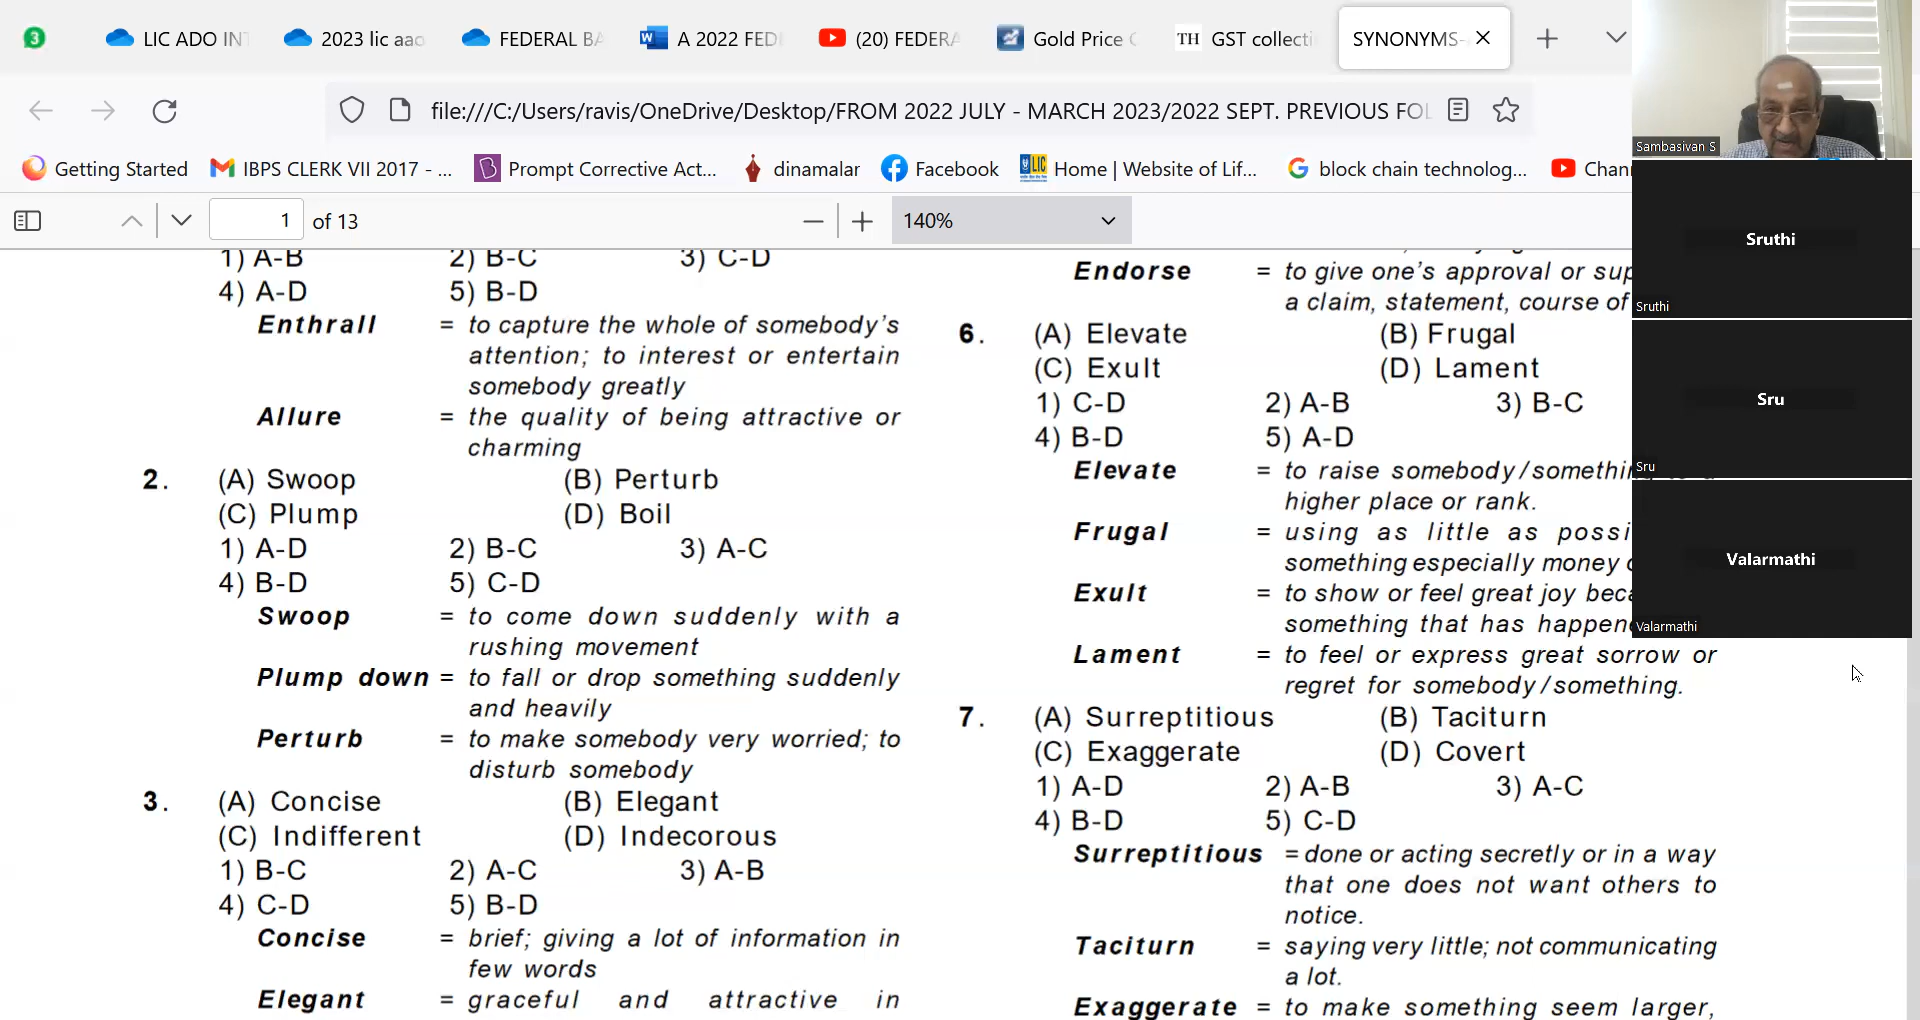 3
LIC ADO INT
2023 lic aao
FEDERAL BA
A 2022 FEDE
(20) FEDERA
Gold Price
TH GST collecti
SYNONYMS-
file:///C:/Users/ravis/OneDrive/Desktop/FROM 2022 JULY - MARCH 2023/2022 SEPT. PREVIOUS FOL
Getting Started
IBPS CLERK VII 2017 - ...
Prompt Corrective Act...
dinamalar
Facebook
LIC Home | Website of Lif...
block chain technolog...
Chan
1 of 13
140%
1) A-B 2) B-C 3) C-D
4) A-D 5) B-D
Enthrall = to capture the whole of somebody's
attention; to interest or entertain
somebody greatly
Allure = the quality of being attractive or
charming
2. (A) Swoop (B) Perturb
(C) Plump (D) Boil
1) A-D 2) B-C 3) A-C
4) B-D 5) C-D
Swoop = to come down suddenly with a
rushing movement
Plump down = to fall or drop something suddenly
and heavily
Perturb = to make somebody very worried; to
disturb somebody
3. (A) Concise (B) Elegant
(C) Indifferent (D) Indecorous
1) B-C 2) A-C 3) A-B
4) C-D 5) B-D
Concise = brief; giving a lot of information in
few words
Elegant = graceful and attractive in
Endorse = to give one's approval or sup
a claim, statement, course of
6. (A) Elevate (B) Frugal
(C) Exult (D) Lament
1) C-D 2) A-B 3) B-C
4) B-D 5) A-D
Elevate = to raise somebody/somethi
higher place or rank.
Frugal = using as little as possi
something especially money
Exult = to show or feel great joy beca
something that has happen
Lament = to feel or express great sorrow or
regret for somebody/something.
7. (A) Surreptitious (B) Taciturn
(C) Exaggerate (D) Covert
1) A-D 2) A-B 3) A-C
4) B-D 5) C-D
Surreptitious = done or acting secretly or in a way
that one does not want others to
notice.
Taciturn = saying very little; not communicating
a lot.
Exaggerate = to make something seem larger,
Sambasivan S
Sruthi
Sruthi
Sru
Sru
Valarmathi
Valarmathi